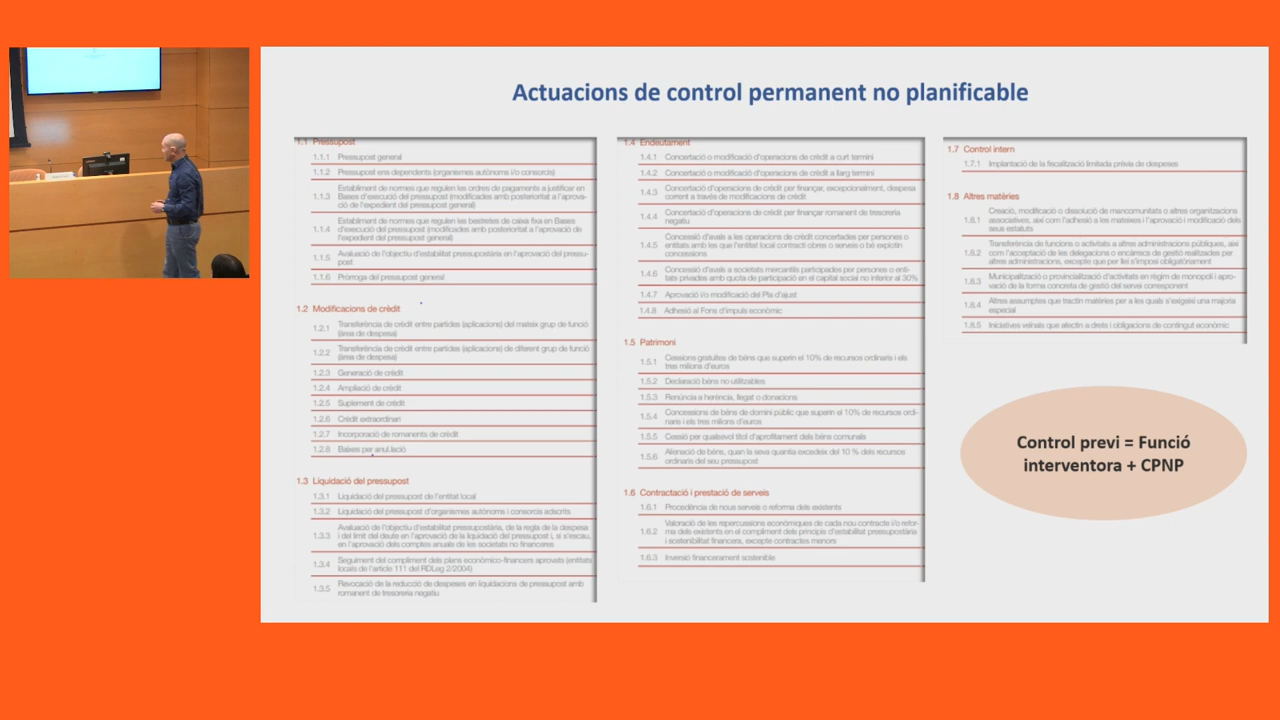 Actuacions de control permanent no planificable
1.1 Pressupost
1.1.1 Pressupost general
1.1.2 Pressupost ens dependents (organismes autònoms i/o consorcis)
1.1.3 Establiment de normes que regulen les ordres de pagaments a justificar en
Bases d'execució del pressupost (modificades amb posterioritat a l'aprova-
ció de l'expedient del pressupost general)
1.1.4 Establiment de normes que regulen les bestretes de caixa fixa en Bases
d'execució del pressupost (modificades amb posterioritat a l'aprovació de
l'expedient del pressupost general)
1.1.5 Avaluació de l'objectiu d'estabilitat pressupostària en l'aprovació del pressu-
post
1.1.6 Pròrroga del pressupost general
1.2 Modificacions de crèdit
1.2.1 Transferència de crèdit entre partides (aplicacions) del mateix grup de funció
(àrea de despesa)
1.2.2 Transferència de crèdit entre partides (aplicacions) de diferent grup de funció
(àrea de despesa)
1.2.3 Generació de crèdit
1.2.4 Ampliació de crèdit
1.2.5 Suplement de crèdit
1.2.6 Crèdit extraordinari
1.2.7 Incorporació de romanents de crèdit
1.2.8 Baixes per anul.lació
1.3 Liquidació del pressupost
1.3.1 Liquidació del pressupost de l'entitat local
1.3.2 Liquidació del pressupost d'organismes autònoms i consorcis adscrits
1.3.3 Avaluació de l'objectiu d'estabilitat pressupostària, de la regla de la despesa
i del límit del deute en l'aprovació de la liquidació del pressupost i, si s'escau,
en l'aprovació dels comptes anuals de les societats no financeres
1.3.4 Seguiment del compliment dels plans econòmico-financers aprovats (entitats
locals de l'article 111 del RDLeg 2/2004)
1.3.5 Revocació de la reducció de despeses en liquidacions de pressupost amb
romanent de tresoreria negatiu
1.4 Endeutament
1.4.1 Concertació o modificació d'operacions de crèdit a curt termini
1.4.2 Concertació o modificació d'operacions de crèdit a llarg termini
1.4.3 Concertació d'operacions de crèdit per finançar, excepcionalment, despesa
corrent a través de modificacions de crèdit
1.4.4 Concertació d'operacions de crèdit per finançar romanent de tresoreria
negatiu
1.4.5 Concessió d'avals a les operacions de crèdit concertades per persones o
entitats amb les que l'entitat local contracti obres o serveis o bé explotin
concessions
1.4.6 Concessió d'avals a societats mercantils participades per persones o enti-
tats privades amb quota de participació en el capital social no inferior al 30%
1.4.7 Aprovació i/o modificació del Pla d'ajust
1.4.8 Adhesió al Fons d'impuls econòmic
1.5 Patrimoni
1.5.1 Cessions gratuïtes de béns que superin el 10% de recursos ordinaris i els
tres milions d'euros
1.5.2 Declaració béns no utilitzables
1.5.3 Renúncia a herència, llegat o donacions
1.5.4 Concessions de béns de domini públic que superin el 10% de recursos ordi-
naris i els tres milions d'euros
1.5.5 Cessió per qualsevol títol d'aprofitament dels béns comunals
1.5.6 Alienació de béns, quan la seva quantia excedeix del 10 % dels recursos
ordinaris del seu pressupost
1.6 Contractació i prestació de serveis
1.6.1 Procedència de nous serveis o reforma dels existents
1.6.2 Valoració de les repercussions econòmiques de cada nou contracte i/o refor-
ma dels existents en el compliment dels principis d'estabilitat pressupostària
i sostenibilitat financera, excepte contractes menors
1.6.3 Inversió financerament sostenible
1.7 Control intern
1.7.1 Implantació de la fiscalització limitada prèvia de despeses
1.8 Altres matèries
1.8.1 Creació, modificació o dissolució de mancomunitats o altres organitzacions
associatives, així com l'adhesió a les mateixes i l'aprovació i modificació dels
seus estatuts
1.8.2 Transferència de funcions o activitats a altres administracions públiques, així
com l'acceptació de les delegacions o encàrrecs de gestió realitzades per
altres administracions, excepte que per llei s'imposi obligatòriament
1.8.3 Municipalització o provincialització d'activitats en règim de monopoli i apro-
vació de la forma concreta de gestió del servei corresponent
1.8.4 Altres assumptes que tractin matèries per a les quals s'exigeixi una majoria
especial
1.8.5 Iniciatives veïnals que afectin a drets i obligacions de contingut econòmic
Control previ = Funció
interventora + CPNP